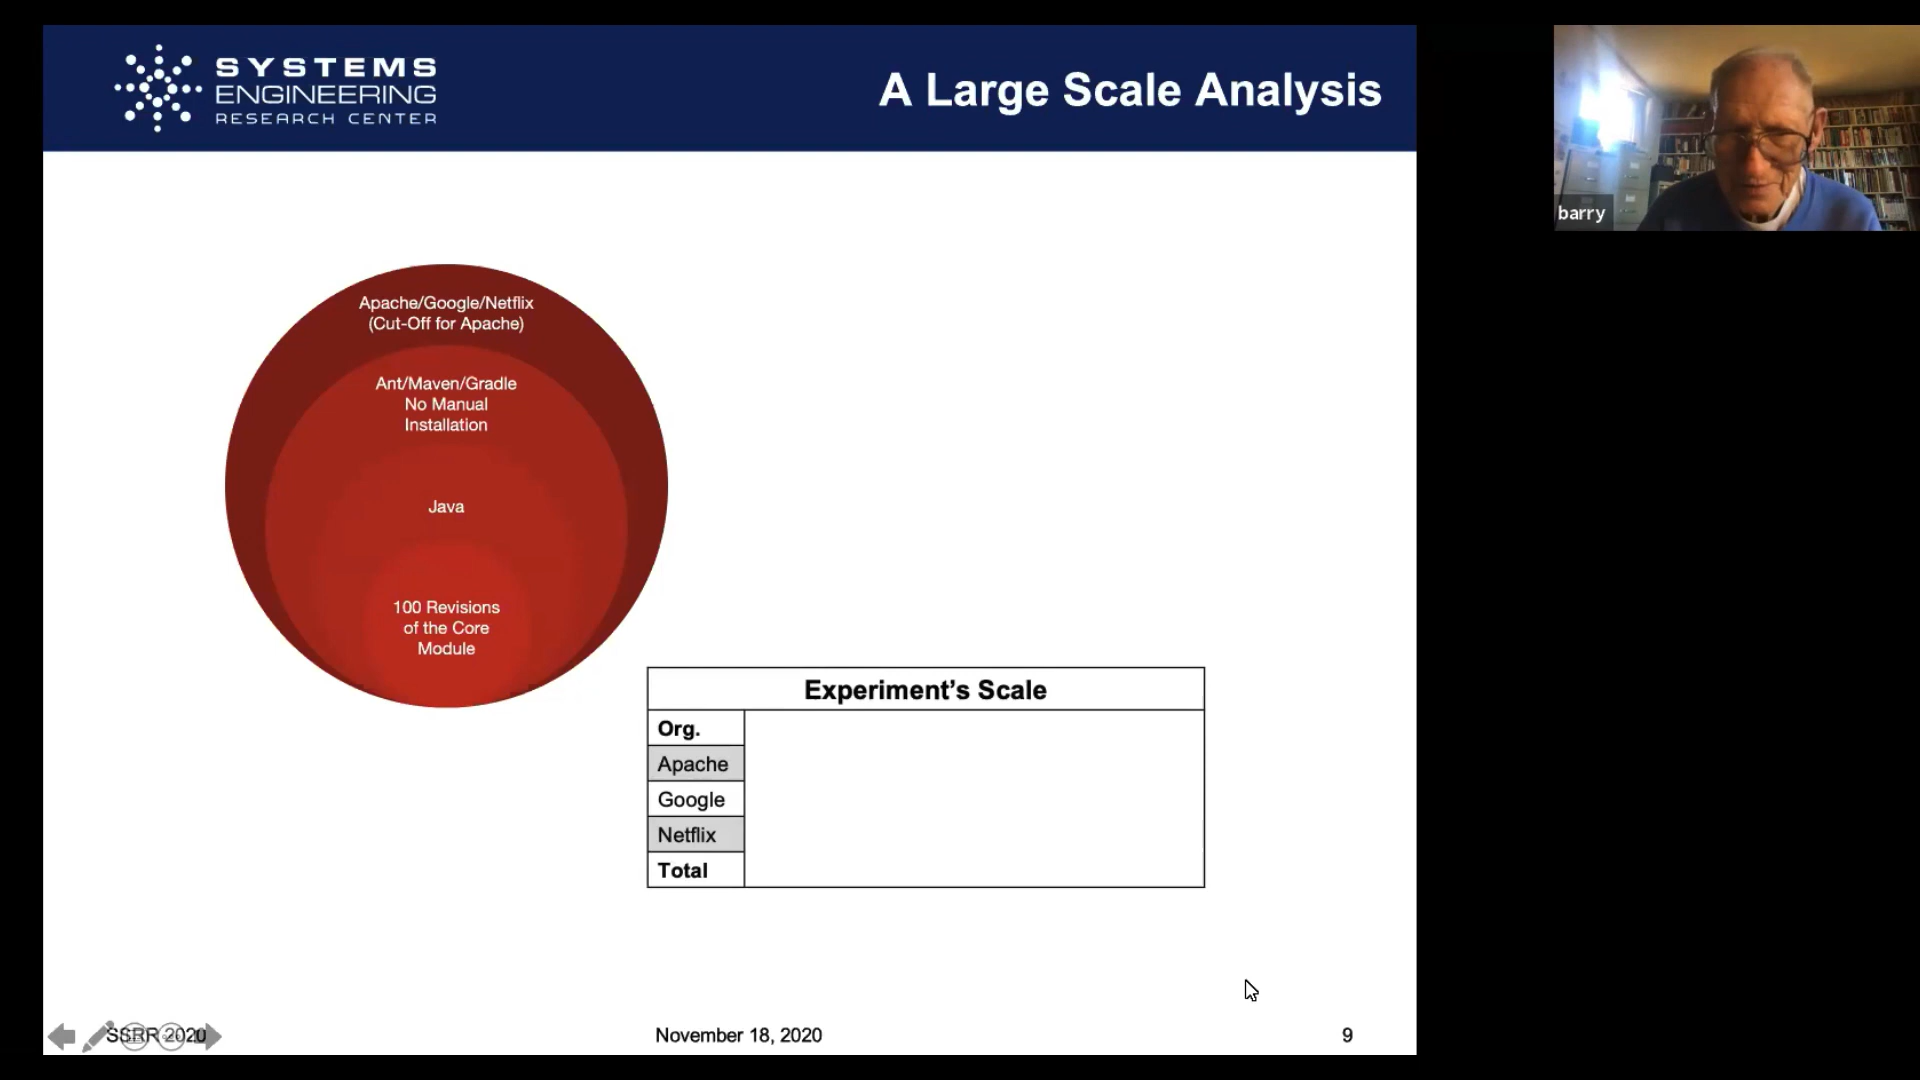 SYSTEMS
ENGINEERING
RESEARCH CENTER
A Large Scale Analysis
barry
Apache/Google/Netflix
(Cut-Off for Apache)
Ant/Maven/Gradle
No Manual
Installation
Java
100 Revisions
of the Core
Module
Experiment’s Scale
Org.
Apache
Google
Netflix
Total
SSRR 2020
November 18, 2020
9